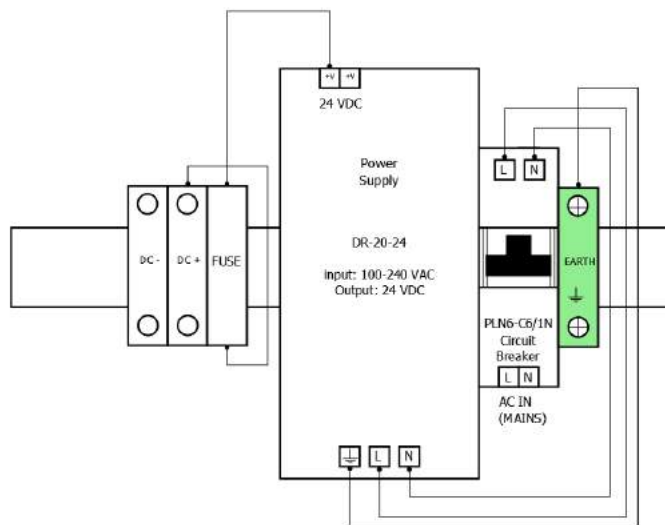 +V +V
24 VDC
Power
Supply
L N
DC - DC + FUSE
DR-20-24
EARTH
Input: 100-240 VAC
Output: 24 VDC
PLN6-C6/1N
Circuit
Breaker
L N
AC IN
(MAINS)
L N